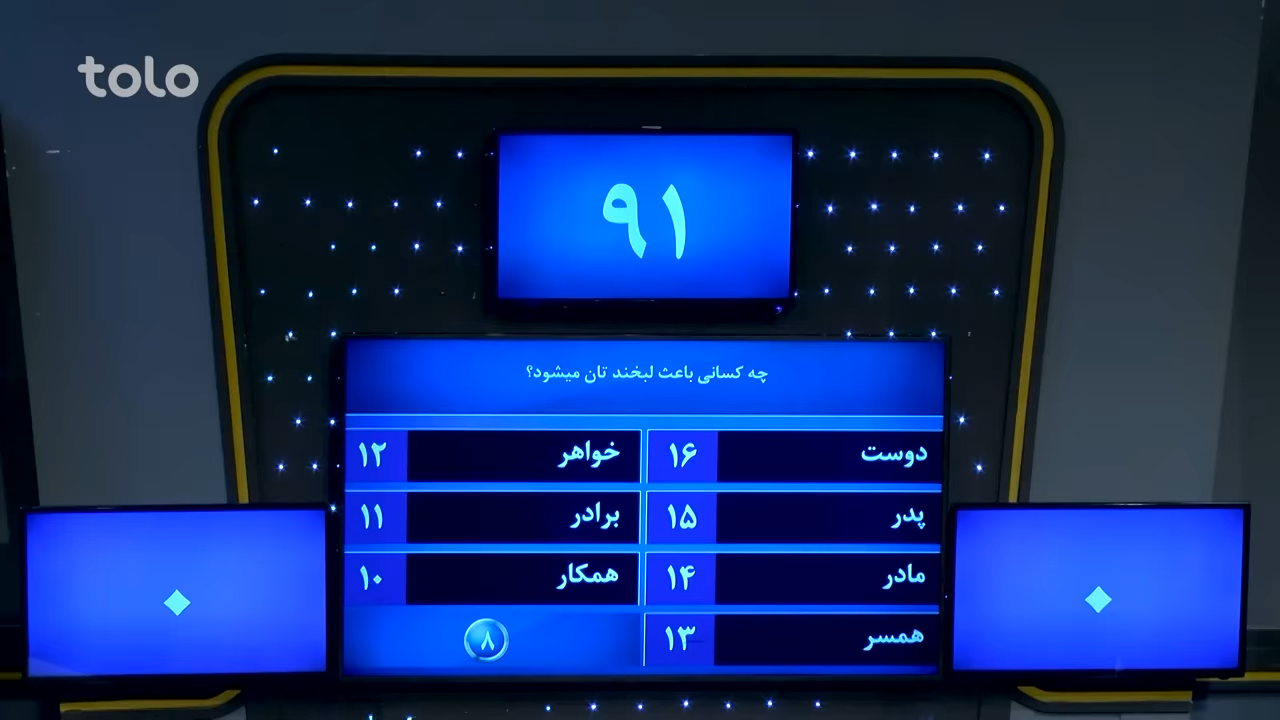 tolo
۹۱
چه کسانی باعث لبخند تان میشود؟
دوست ۱۶
پدر ۱۵
مادر ۱۴
همسر ۱۳
خواهر ۱۲
برادر ۱۱
همکار ۱۰
۸